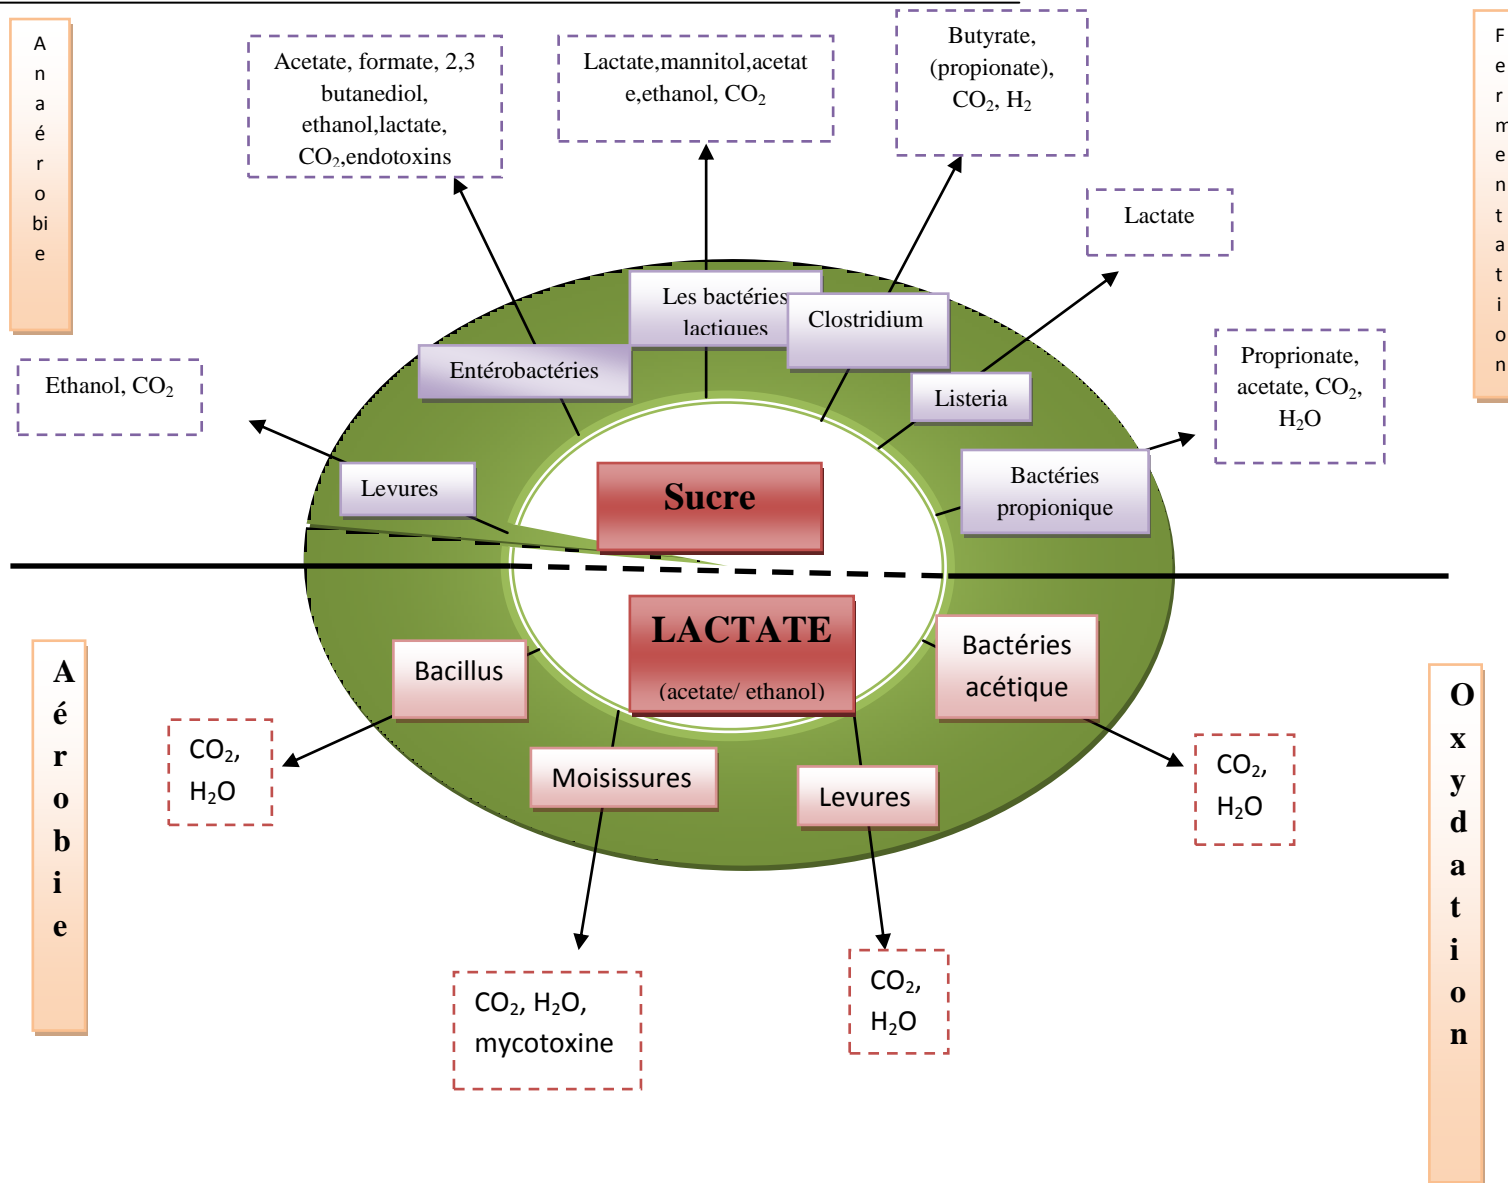 A
n
a
é
r
o
bi
e
Acetate, formate, 2,3
butanediol,
ethanol,lactate,
CO₂,endotoxins
Lactate,mannitol,acetat
e,ethanol, CO₂
Butyrate,
(propionate),
CO₂, H₂
F
e
r
m
e
n
t
a
t
i
o
n
Lactate
Les bactéries
lactiques
Clostridium
Entérobactéries
Listeria
Ethanol, CO₂
Proprionate,
acetate, CO₂,
H₂O
Levures
Sucre
Bactéries
propionique
LACTATE
(acetate/ ethanol)
Bacillus
Bactéries
acétique
A
é
r
o
b
i
e
O
x
y
d
a
t
i
o
n
CO₂,
H₂O
Moisissures
Levures
CO₂,
H₂O
CO₂, H₂O,
mycotoxine
CO₂,
H₂O